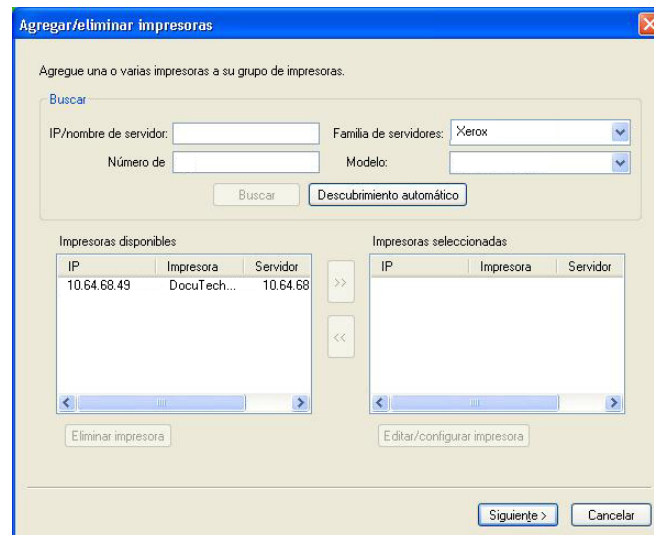 Agregar/eliminar impresoras
Agregue una o varias impresoras a su grupo de impresoras.
Buscar
IP/nombre de servidor:
Familia de servidores: Xerox
Número de
Modelo:
Buscar
Descubrimiento automático
Impresoras disponibles
Impresoras seleccionadas
IP Impresora Servidor
IP Impresora Servidor
10.64.68.49 DocuTech... 10.64.68
>>
<<
Eliminar impresora
Editar/configurar impresora
Siguiente >
Cancelar